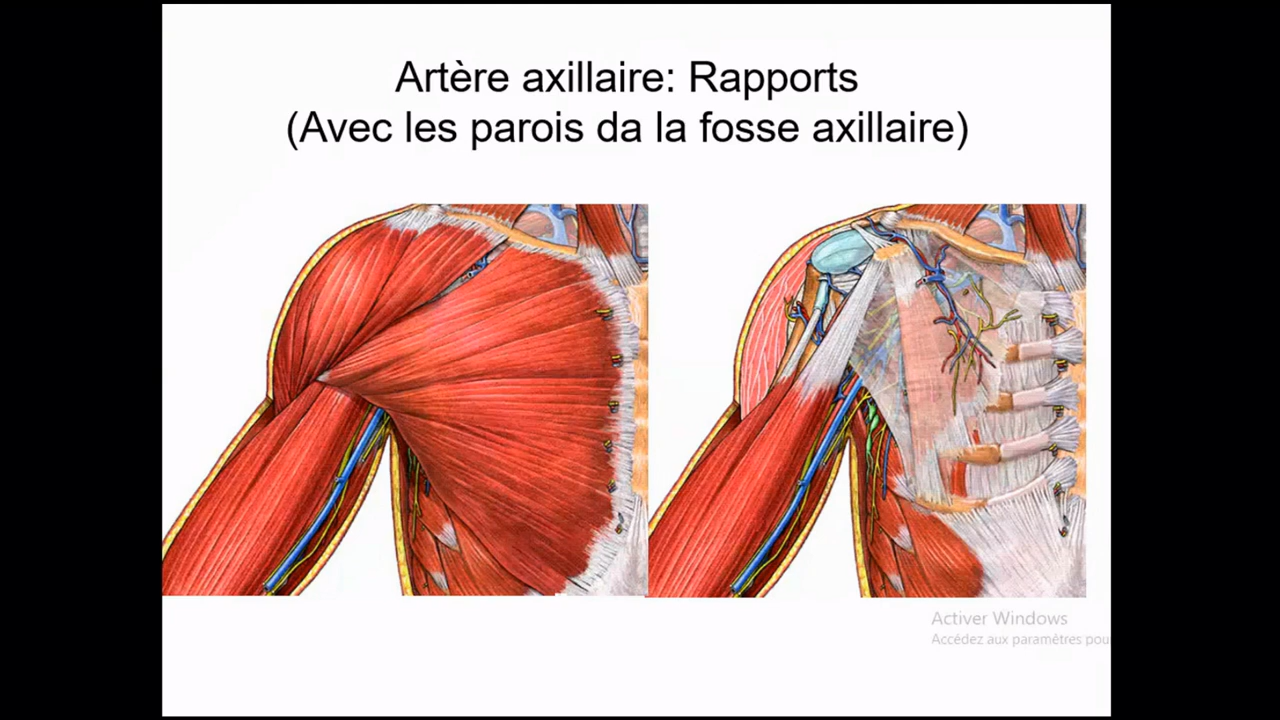 Artère axillaire: Rapports
(Avec les parois da la fosse axillaire)
Activer Windows
Accédez aux paramètres pou